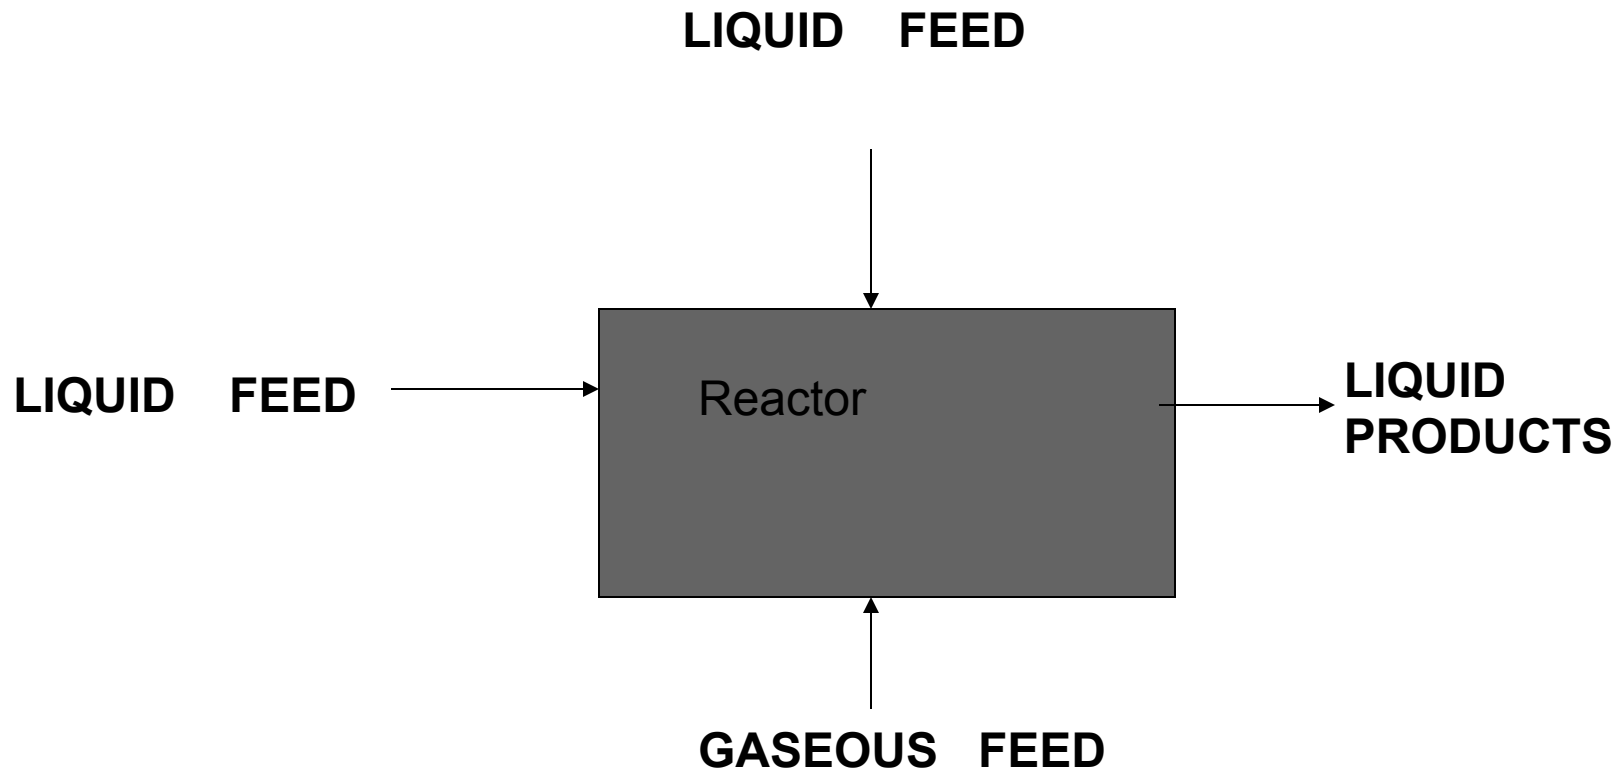 LIQUID FEED
LIQUID FEED
Reactor
LIQUID
PRODUCTS
GASEOUS FEED